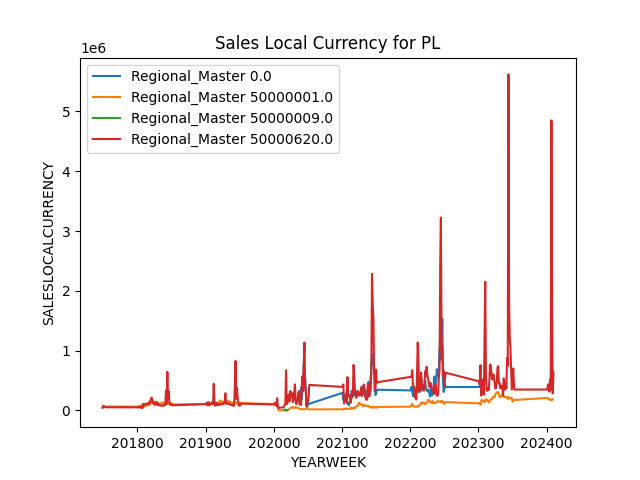 Sales Local Currency for PL
1e6
Regional_Master 0.0
Regional_Master 50000001.0
Regional_Master 50000009.0
Regional_Master 50000620.0
5
4
3
2
1
0
SALESLOCALCURRENCY
201800 201900 202000 202100 202200 202300 202400
YEARWEEK